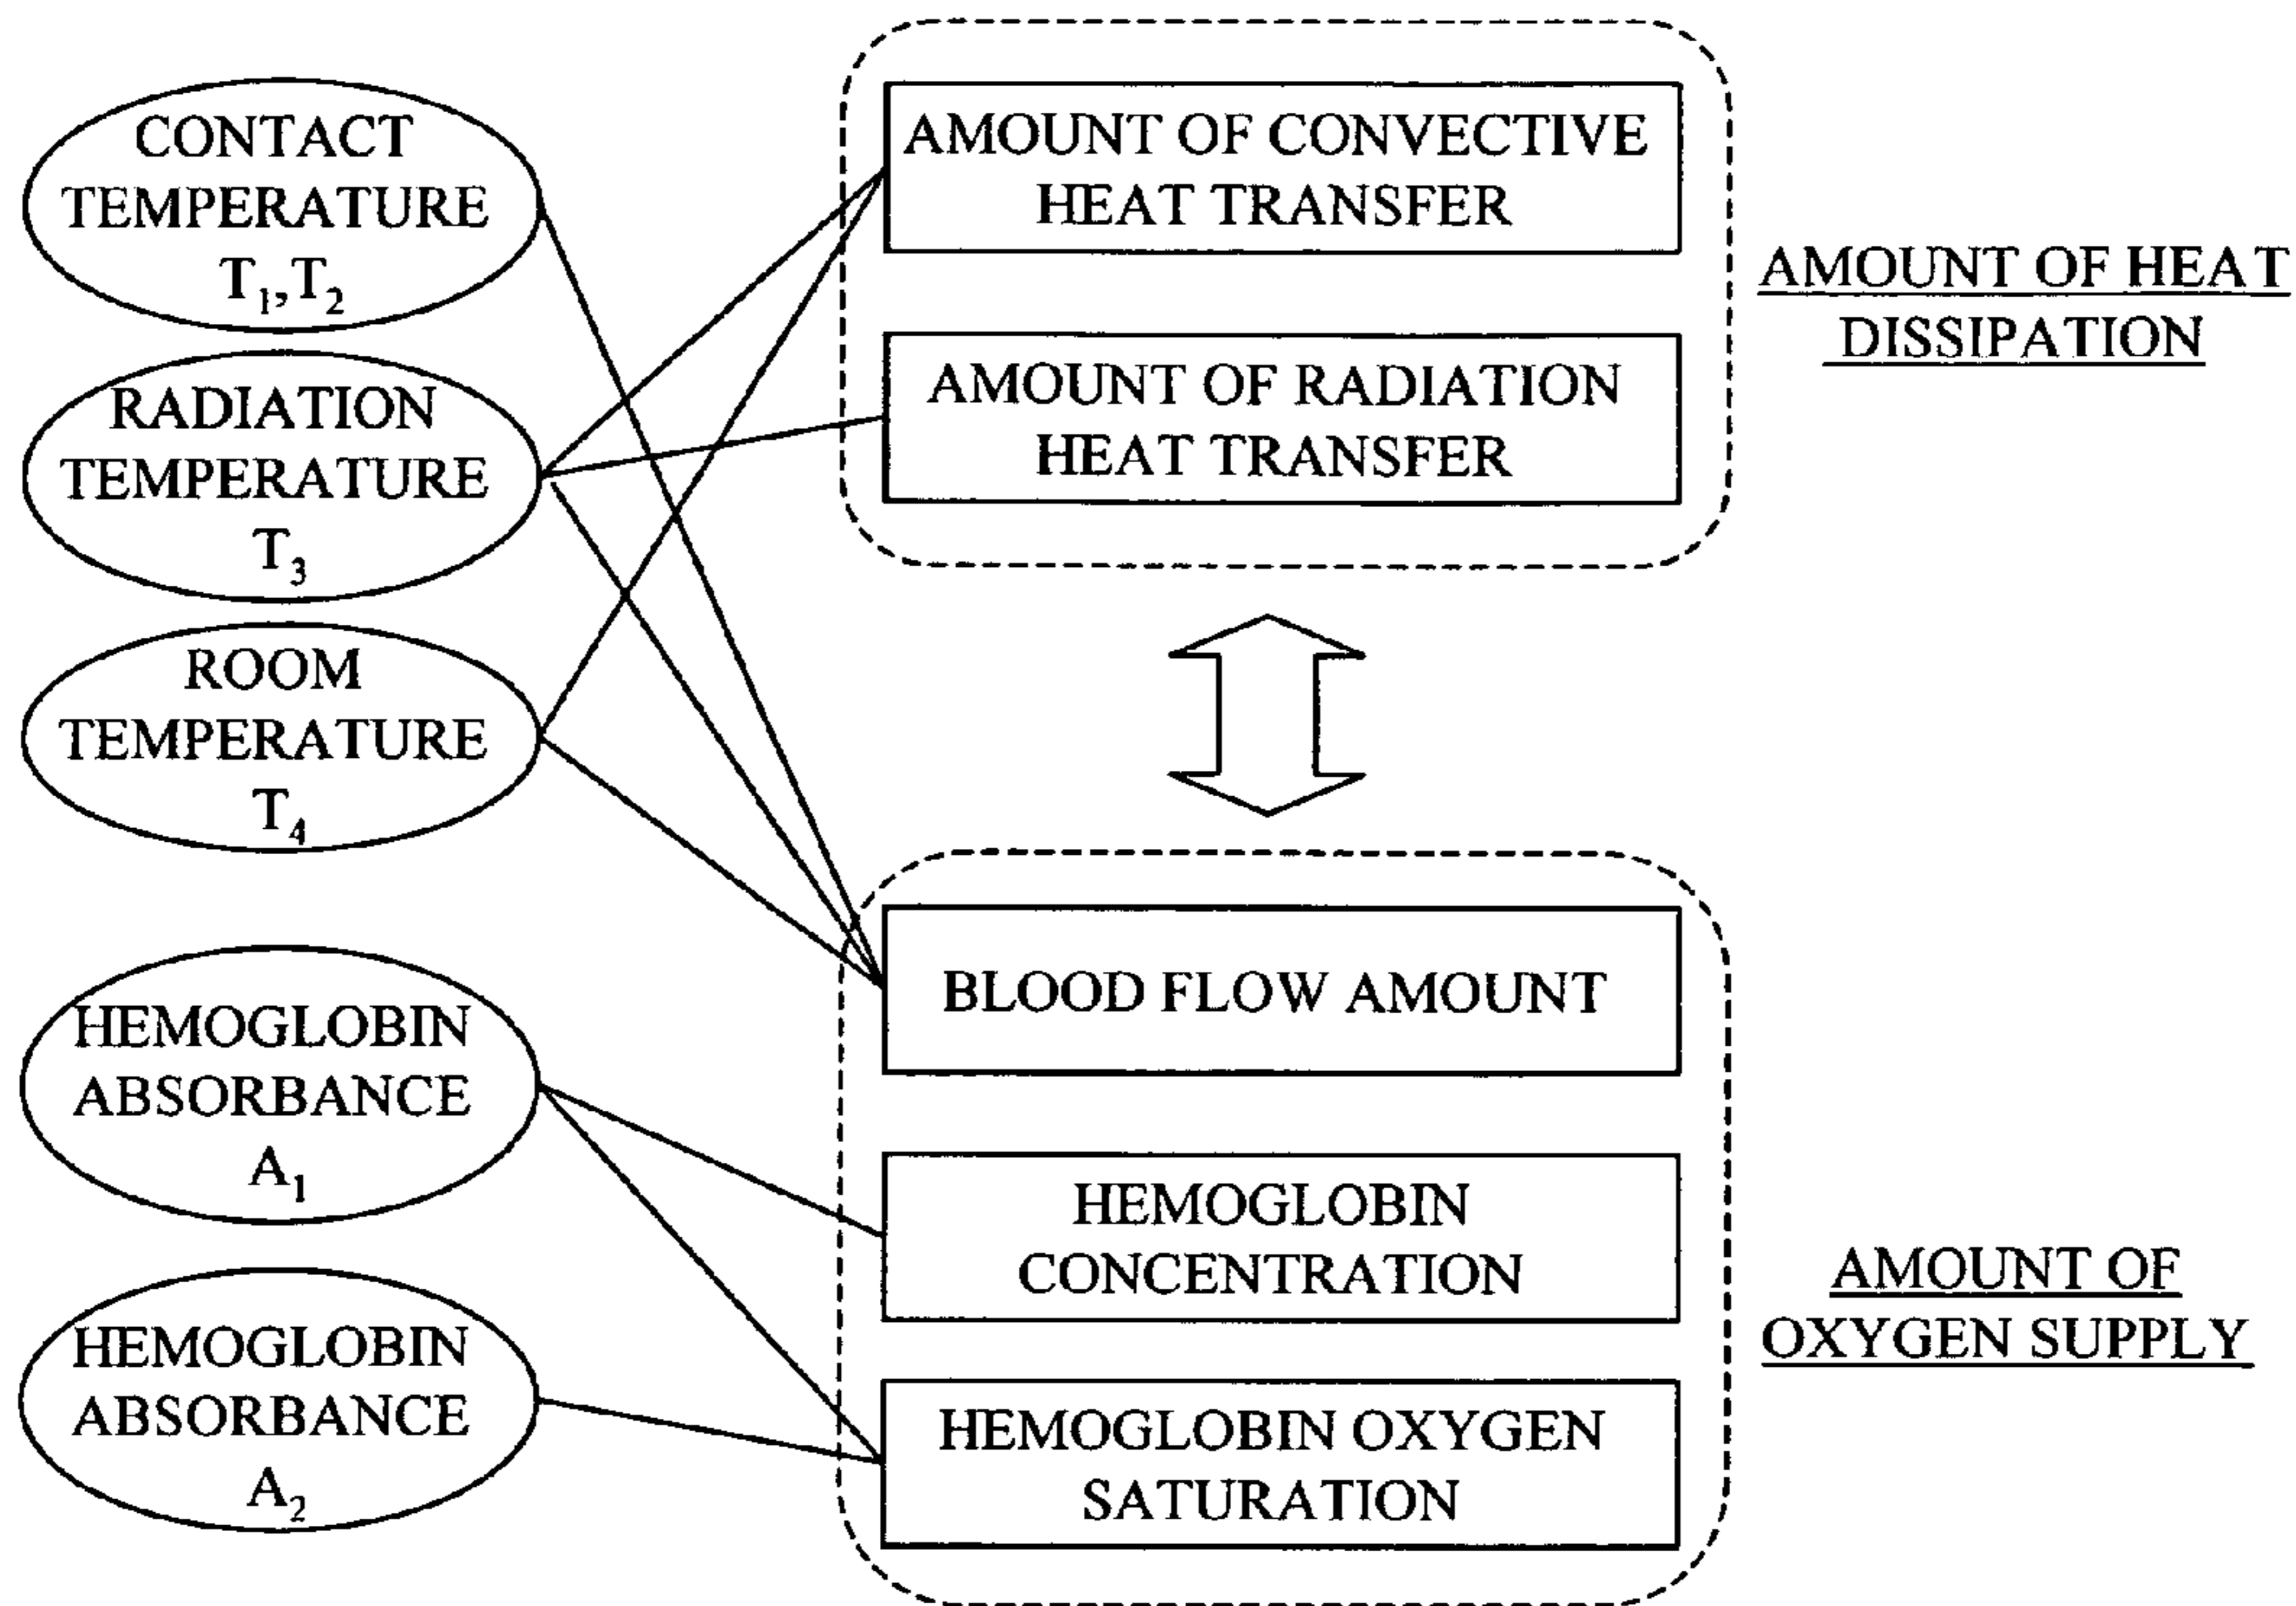 CONTACT
TEMPERATURE
T₁,T₂
RADIATION
TEMPERATURE
T₃
ROOM
TEMPERATURE
T₄
HEMOGLOBIN
ABSORBANCE
A₁
HEMOGLOBIN
ABSORBANCE
A₂
AMOUNT OF CONVECTIVE
HEAT TRANSFER
AMOUNT OF RADIATION
HEAT TRANSFER
AMOUNT OF HEAT
DISSIPATION
BLOOD FLOW AMOUNT
HEMOGLOBIN
CONCENTRATION
HEMOGLOBIN OXYGEN
SATURATION
AMOUNT OF
OXYGEN SUPPLY